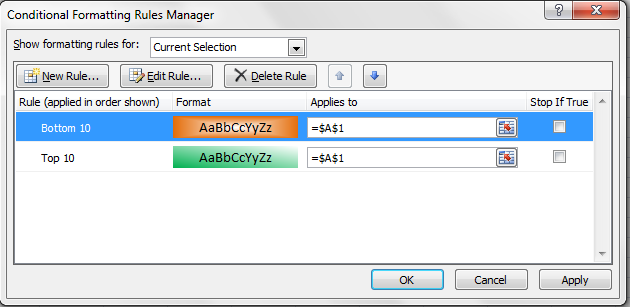 Conditional Formatting Rules Manager
Show formatting rules for: Current Selection
New Rule... Edit Rule... Delete Rule
Rule (applied in order shown) Format Applies to Stop If True
Bottom 10 AaBbCcYyZz =$A$1
Top 10 AaBbCcYyZz =$A$1
OK Cancel Apply